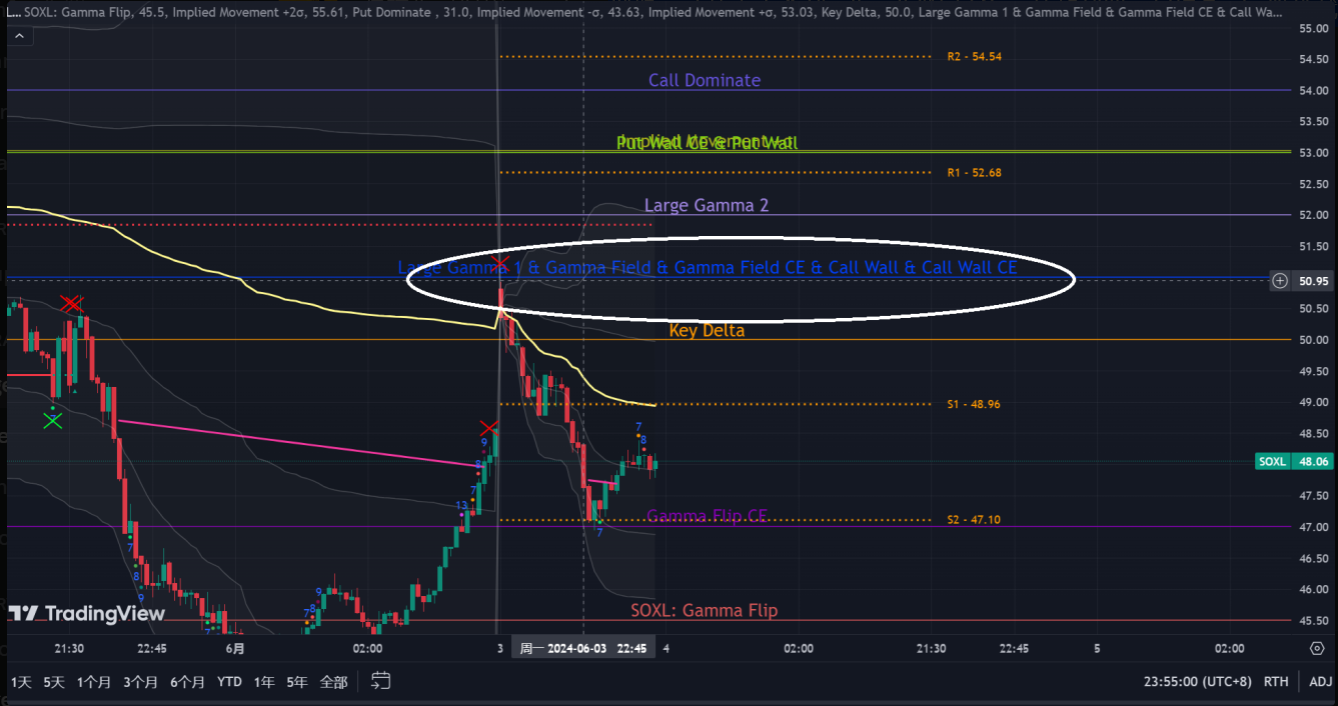 L... SOXL: Gamma Flip, 45.5, Implied Movement +2σ, 55.61, Put Dominate , 31.0, Implied Movement -σ, 43.63, Implied Movement +σ, 53.03, Key Delta, 50.0, Large Gamma 1 & Gamma Field & Gamma Field CE & Call Wa...
55.00
R2 - 54.54
54.50
Call Dominate
54.00
53.50
Implied Movement +σ
Put Wall CE & Put Wall
53.00
R1 - 52.68
52.50
Large Gamma 2
52.00
51.50
Large Gamma 1 & Gamma Field & Gamma Field CE & Call Wall & Call Wall CE
50.95
50.50
Key Delta
50.00
49.50
S1 - 48.96
49.00
7
8
48.50
9
8
SOXL 48.06
7
13
47.50
Gamma Flip CE
S2 - 47.10
47.00
7
7
46.50
8
9
46.00
9
8
7
TradingView
SOXL: Gamma Flip
45.50
7
21:30
22:45
6月
02:00
3
周一 2024-06-03 22:45
4
02:00
21:30
22:45
5
02:00
1天 5天 1个月 3个月 6个月 YTD 1年 5年 全部
23:55:00 (UTC+8) RTH ADJ